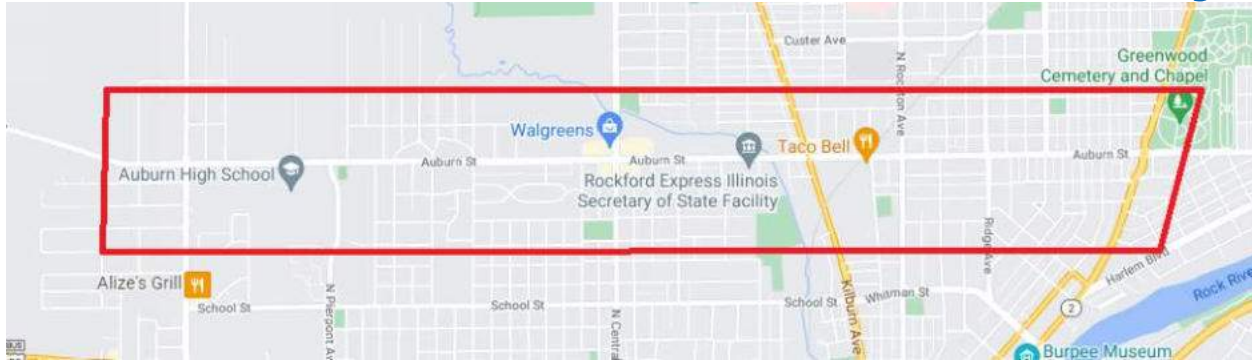 Custer Ave
N Rockton Ave
Greenwood
Cemetery and Chapel
Walgreens
Auburn St
Auburn St
Taco Bell
Auburn St
Auburn High School
Rockford Express Illinois
Secretary of State Facility
Ridge Ave
Alize's Grill
School St
N Pierpont Av
School St
N Central
School St
Kilburn Ave
Whitman St
Harlem Blvd
Rock River
2
Burpee Museum